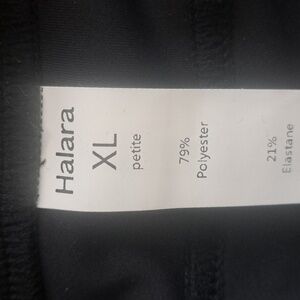 Halara
XL
petite
79%
Polyester
21%
Elastane